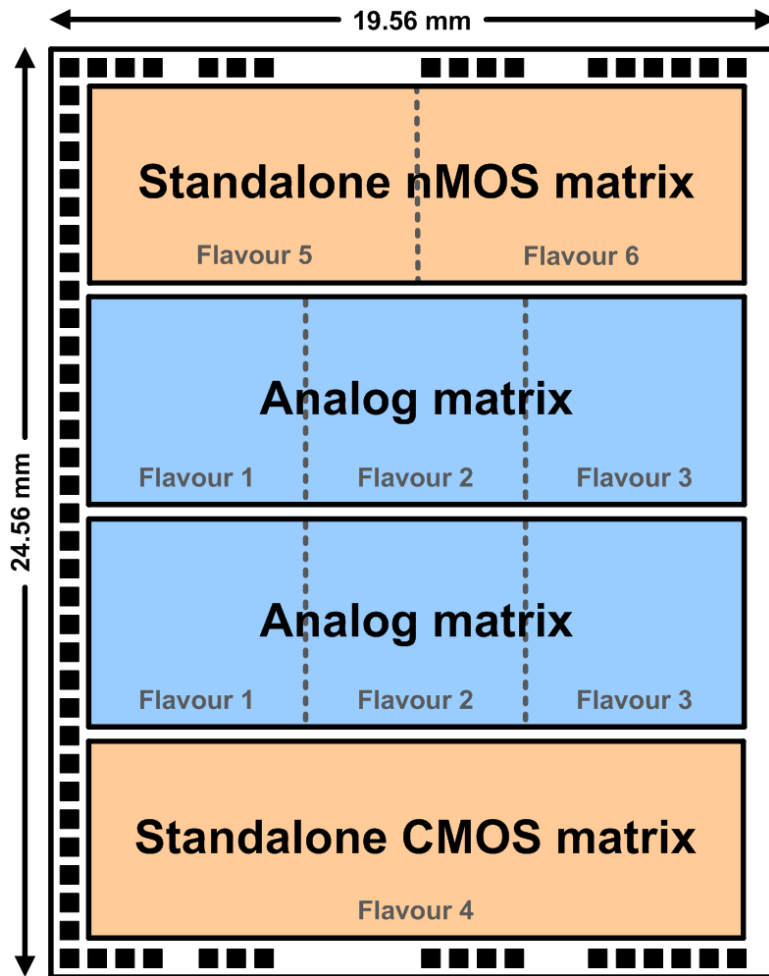 19.56 mm
24.56 mm
Standalone nMOS matrix
Flavour 5
Flavour 6
Analog matrix
Flavour 1
Flavour 2
Flavour 3
Analog matrix
Flavour 1
Flavour 2
Flavour 3
Standalone CMOS matrix
Flavour 4